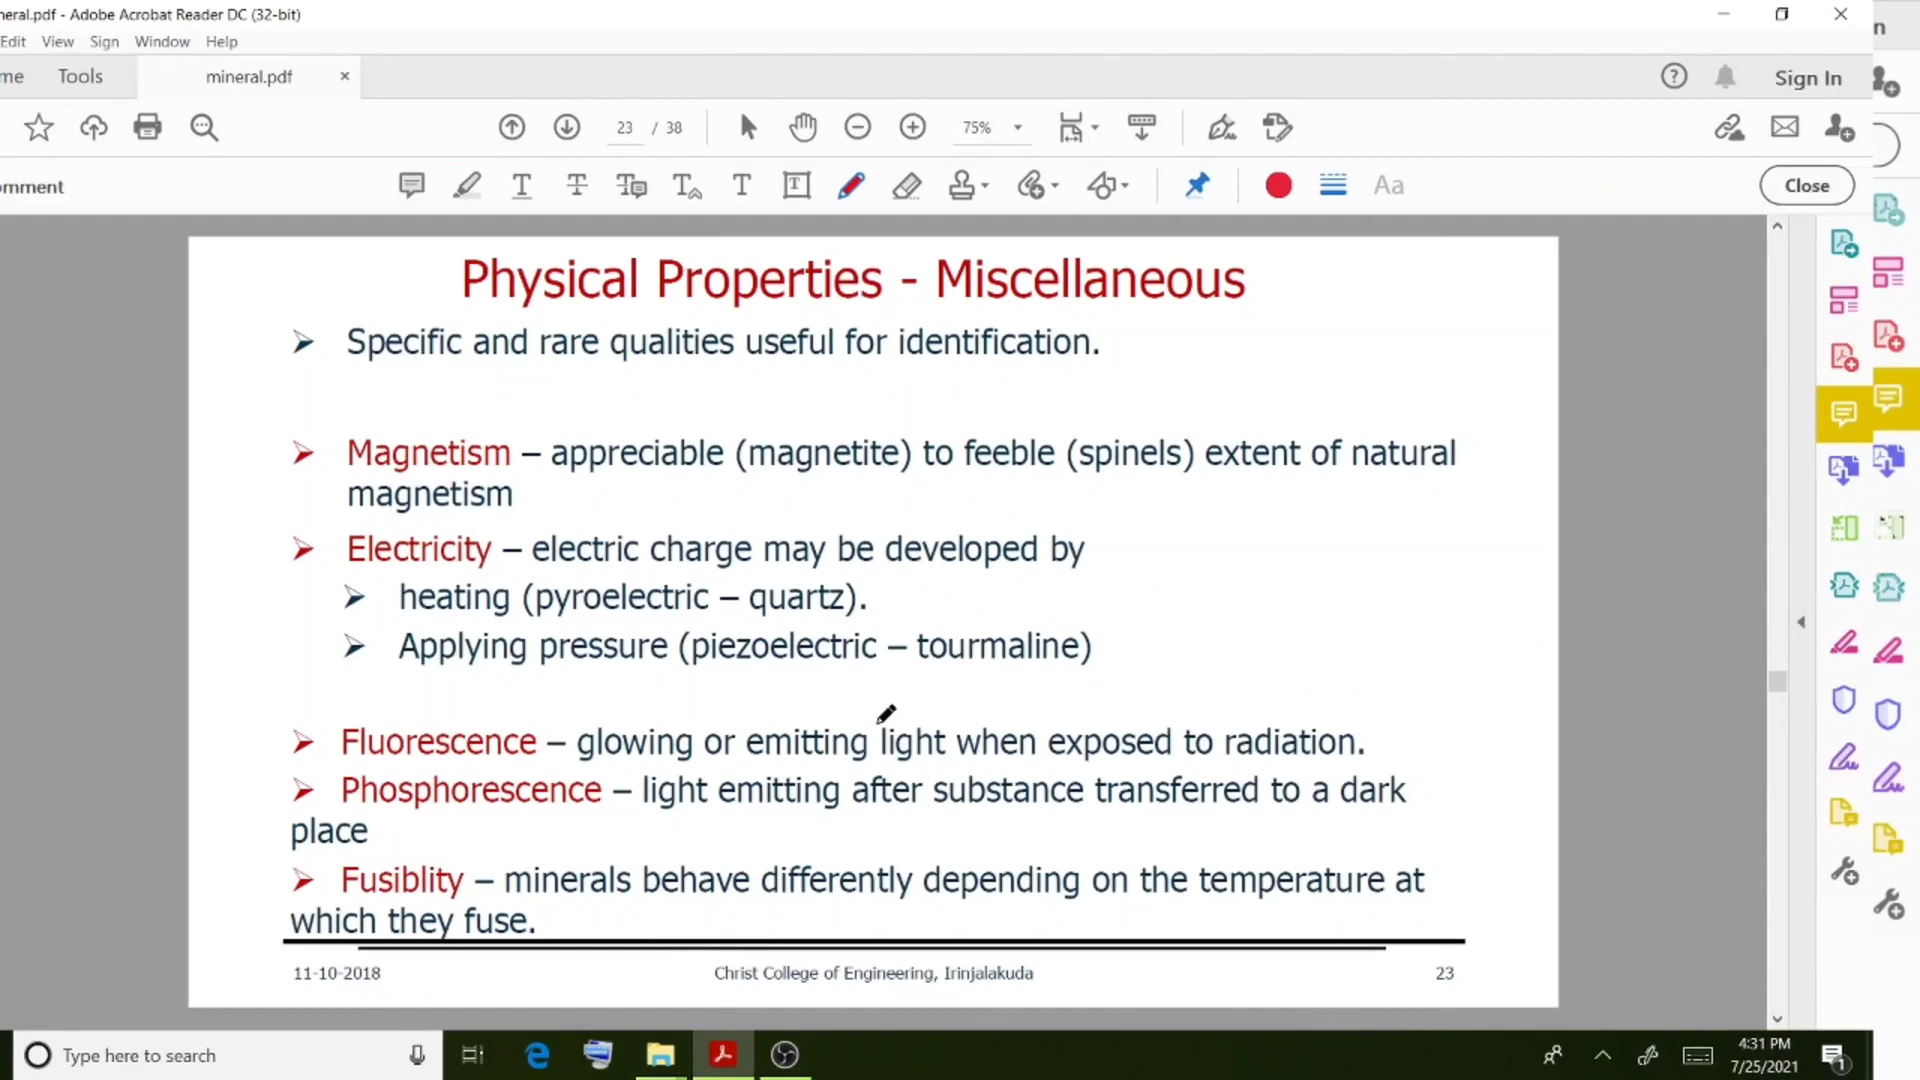 neral.pdf - Adobe Acrobat Reader DC (32-bit)
Edit View Sign Window Help
me Tools mineral.pdf × Sign In
23 / 38 75%
omment T T T T T Aa Close
Physical Properties - Miscellaneous
Specific and rare qualities useful for identification.
Magnetism – appreciable (magnetite) to feeble (spinels) extent of natural
magnetism
Electricity – electric charge may be developed by
heating (pyroelectric – quartz).
Applying pressure (piezoelectric – tourmaline)
Fluorescence – glowing or emitting light when exposed to radiation.
Phosphorescence – light emitting after substance transferred to a dark
place
Fusiblity – minerals behave differently depending on the temperature at
which they fuse.
11-10-2018 Christ College of Engineering, Irinjalakuda 23
Type here to search
4:31 PM
7/25/2021
1